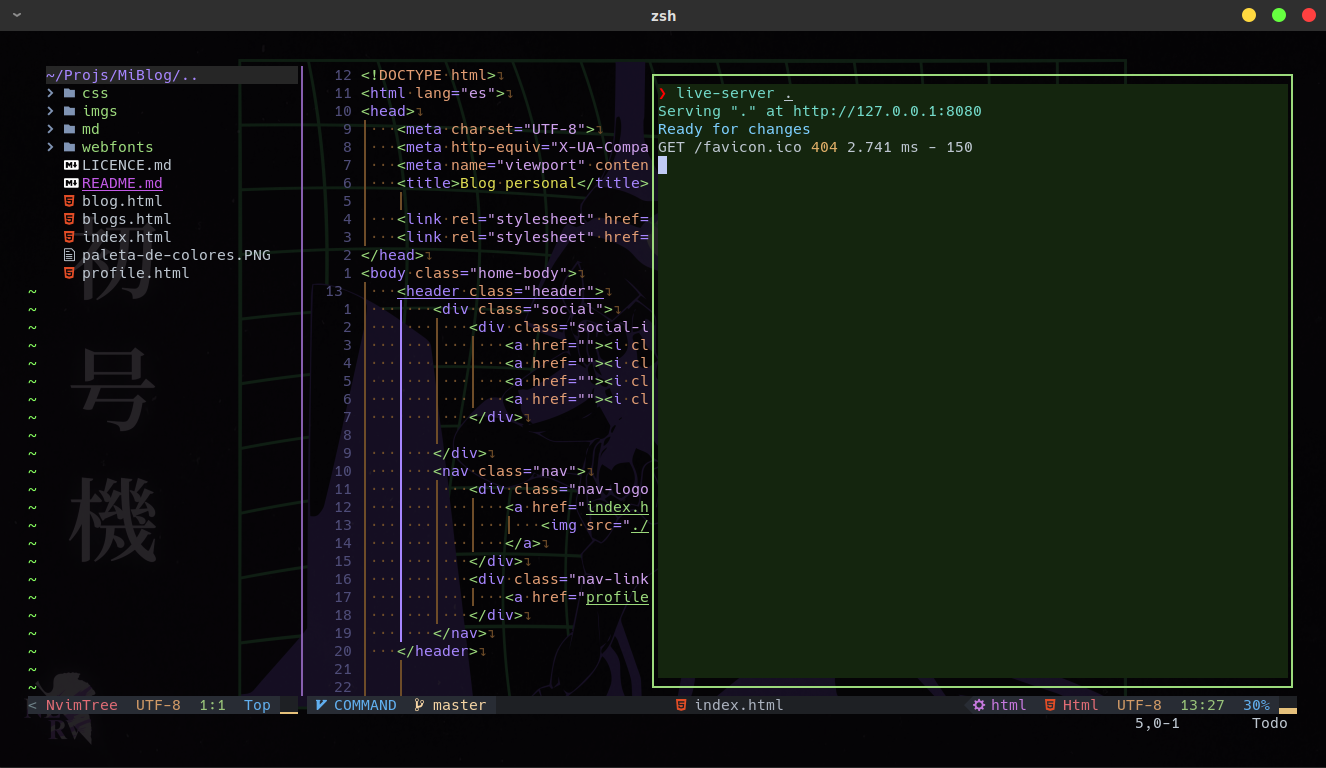 zsh
~/Projs/MiBlog/..
css
imgs
md
webfonts
LICENCE.md
README.md
blog.html
blogs.html
index.html
paleta-de-colores.PNG
profile.html
初
号
機
12 <!DOCTYPE html>
11 <html lang="es">
10 <head>
9 <meta charset="UTF-8">
8 <meta http-equiv="X-UA-Compa
7 <meta name="viewport" conten
6 <title>Blog personal</title>
5
4 <link rel="stylesheet" href=
3 <link rel="stylesheet" href=
2 </head>
1 <body class="home-body">
13 <header class="header">
1 <div class="social">
2 <div class="social-i
3 <a href=""><i cl
4 <a href=""><i cl
5 <a href=""><i cl
6 <a href=""><i cl
7 </div>
8
9 </div>
10 <nav class="nav">
11 <div class="nav-logo
12 <a href="index.h
13 <img src="./
14 </a>
15 </div>
16 <div class="nav-link
17 <a href="profile
18 </div>
19 </nav>
20 </header>
21
22
❯ live-server .
Serving "." at http://127.0.0.1:8080
Ready for changes
GET /favicon.ico 404 2.741 ms - 150
< NvimTree UTF-8 1:1 Top
COMMAND master index.html html Html UTF-8 13:27 30%
5,0-1 Todo